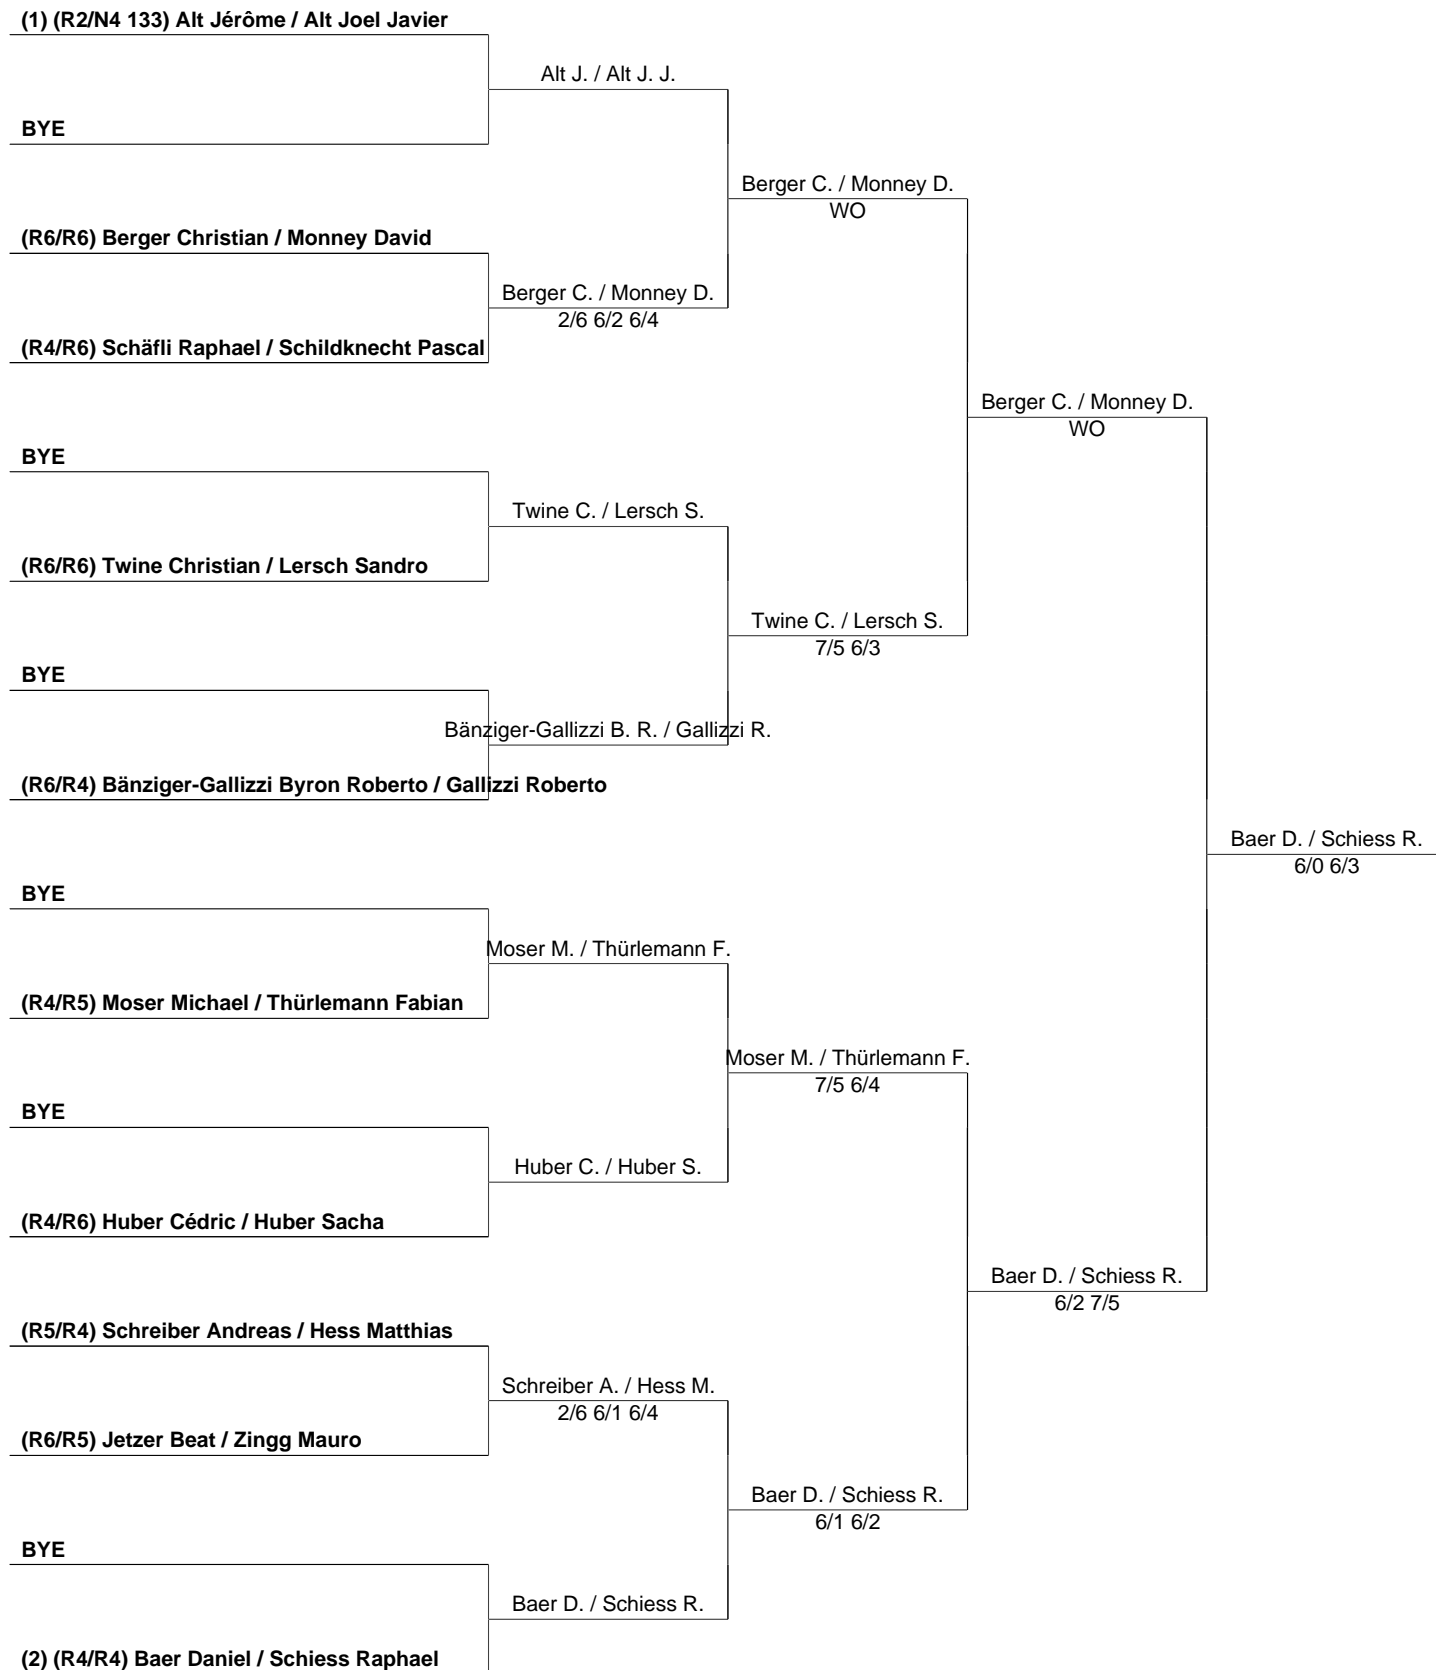 (1) (R2/N4 133) Alt Jérôme / Alt Joel Javier
Alt J. / Alt J. J.
BYE
Berger C. / Monney D.
WO
(R6/R6) Berger Christian / Monney David
Berger C. / Monney D.
2/6 6/2 6/4
(R4/R6) Schäfli Raphael / Schildknecht Pascal
Berger C. / Monney D.
WO
BYE
Twine C. / Lersch S.
(R6/R6) Twine Christian / Lersch Sandro
Twine C. / Lersch S.
7/5 6/3
BYE
Bänziger-Gallizzi B. R. / Gallizzi R.
(R6/R4) Bänziger-Gallizzi Byron Roberto / Gallizzi Roberto
Baer D. / Schiess R.
6/0 6/3
BYE
Moser M. / Thürlemann F.
(R4/R5) Moser Michael / Thürlemann Fabian
Moser M. / Thürlemann F.
7/5 6/4
BYE
Huber C. / Huber S.
(R4/R6) Huber Cédric / Huber Sacha
Baer D. / Schiess R.
6/2 7/5
(R5/R4) Schreiber Andreas / Hess Matthias
Schreiber A. / Hess M.
2/6 6/1 6/4
(R6/R5) Jetzer Beat / Zingg Mauro
Baer D. / Schiess R.
6/1 6/2
BYE
Baer D. / Schiess R.
(2) (R4/R4) Baer Daniel / Schiess Raphael